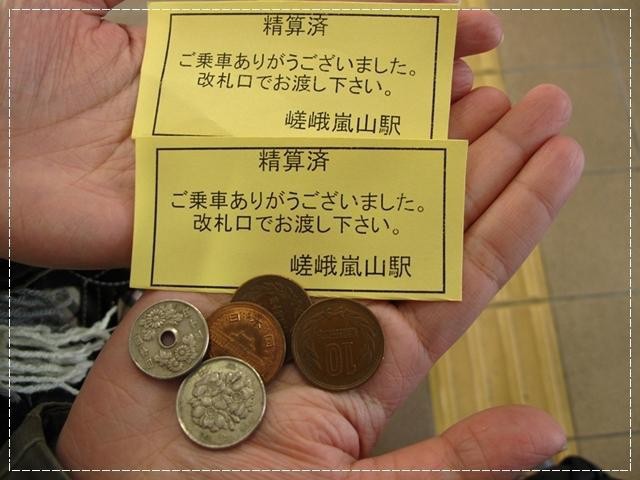 精算済
ご乗車ありがうございました。
改札口でお渡し下さい。
嵯峨嵐山駅
精算済
ご乗車ありがうございました。
改札口でお渡し下さい。
嵯峨嵐山駅
10